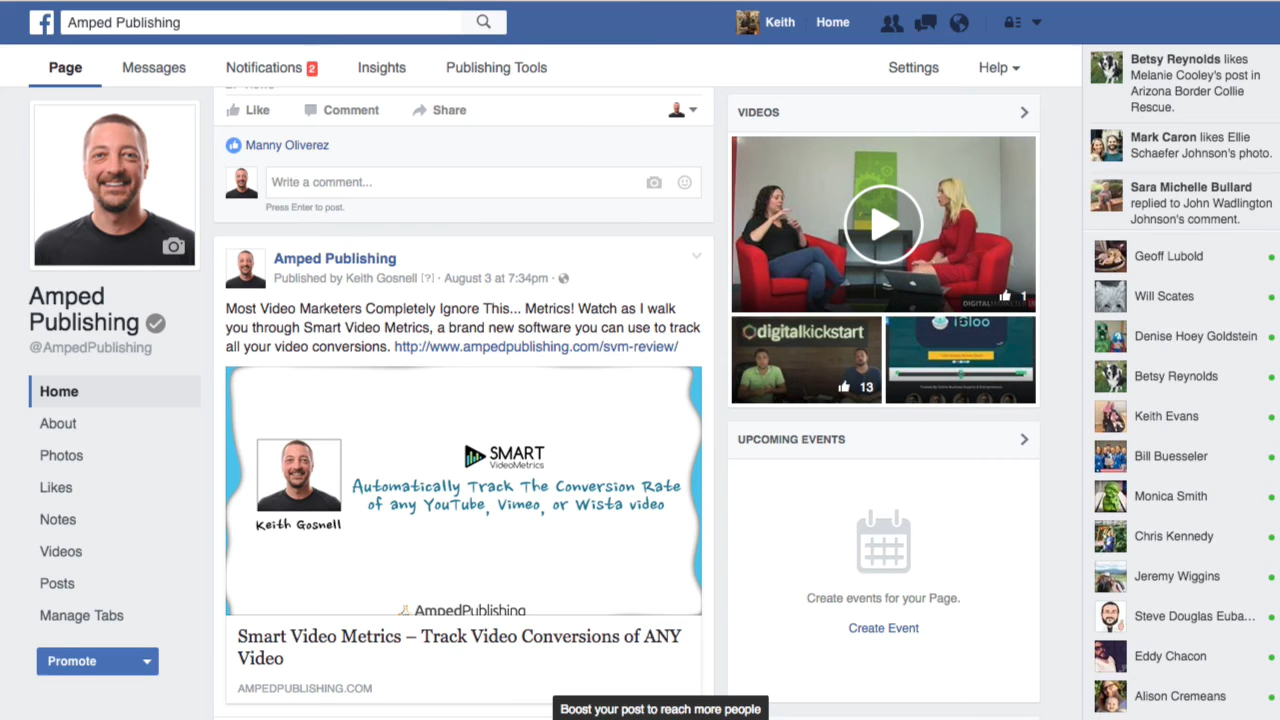 Amped Publishing
Keith
Home
Page
Messages
Notifications 2
Insights
Publishing Tools
Settings
Help
Like
Comment
Share
Manny Oliverez
Write a comment...
Press Enter to post.
Amped Publishing
Published by Keith Gosnell [?] · August 3 at 7:34pm ·
Most Video Marketers Completely Ignore This... Metrics! Watch as I walk
you through Smart Video Metrics, a brand new software you can use to track
all your video conversions. http://www.ampedpublishing.com/svm-review/
SMART
VideoMetrics
Automatically Track The Conversion Rate
of any YouTube, Vimeo, or Wista video
Keith Gosnell
AmpedPublishing
Smart Video Metrics – Track Video Conversions of ANY
Video
AMPEDPUBLISHING.COM
Boost your post to reach more people
Amped
Publishing
@AmpedPublishing
Home
About
Photos
Likes
Notes
Videos
Posts
Manage Tabs
Promote
VIDEOS
1
digitalkickstart
13
Igloo
UPCOMING EVENTS
Create events for your Page.
Create Event
Betsy Reynolds likes
Melanie Cooley's post in
Arizona Border Collie
Rescue.
Mark Caron likes Ellie
Schaefer Johnson's photo.
Sara Michelle Bullard
replied to John Wadlington
Johnson's comment.
Geoff Lubold
Will Scates
Denise Hoey Goldstein
Betsy Reynolds
Keith Evans
Bill Buesseler
Monica Smith
Chris Kennedy
Jeremy Wiggins
Steve Douglas Euba...
Eddy Chacon
Alison Cremeans